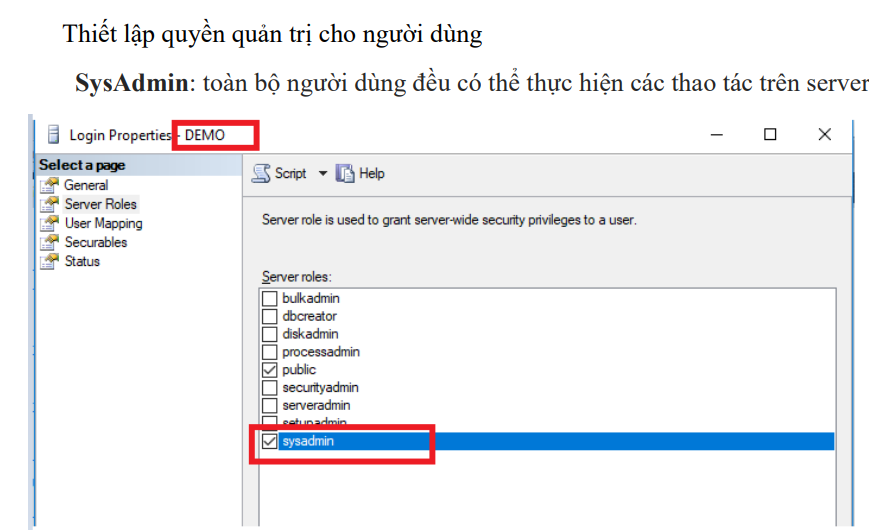 Thiết lập quyền quản trị cho người dùng
SysAdmin: toàn bộ người dùng đều có thể thực hiện các thao tác trên server
Login Properties - DEMO
Select a page
General
Server Roles
User Mapping
Securables
Status
Script Help
Server role is used to grant server-wide security privileges to a user.
Server roles:
bulkadmin
dbcreator
diskadmin
processadmin
public
securityadmin
serveradmin
setupadmin
sysadmin